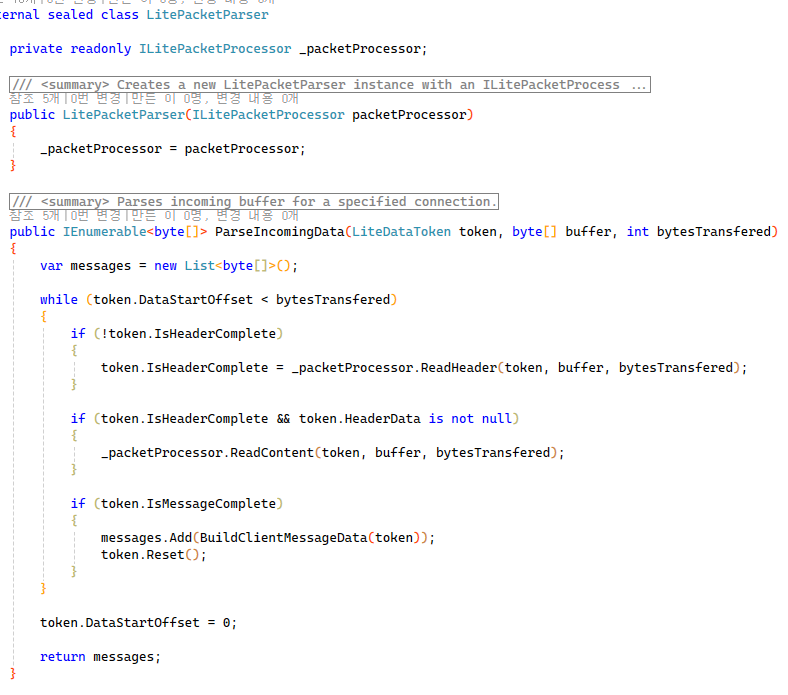 ternal sealed class LitePacketParser
private readonly ILitePacketProcessor _packetProcessor;
/// <summary> Creates a new LitePacketParser instance with an ILitePacketProcess ...
참조 5개|0번 변경|만든 이 0명, 변경 내용 0개
public LitePacketParser(ILitePacketProcessor packetProcessor)
{
_packetProcessor = packetProcessor;
}
/// <summary> Parses incoming buffer for a specified connection.
참조 5개|0번 변경|만든 이 0명, 변경 내용 0개
public IEnumerable<byte[]> ParseIncomingData(LiteDataToken token, byte[] buffer, int bytesTransfered)
{
var messages = new List<byte[]>();
while (token.DataStartOffset < bytesTransfered)
{
if (!token.IsHeaderComplete)
{
token.IsHeaderComplete = _packetProcessor.ReadHeader(token, buffer, bytesTransfered);
}
if (token.IsHeaderComplete && token.HeaderData is not null)
{
_packetProcessor.ReadContent(token, buffer, bytesTransfered);
}
if (token.IsMessageComplete)
{
messages.Add(BuildClientMessageData(token));
token.Reset();
}
}
token.DataStartOffset = 0;
return messages;
}